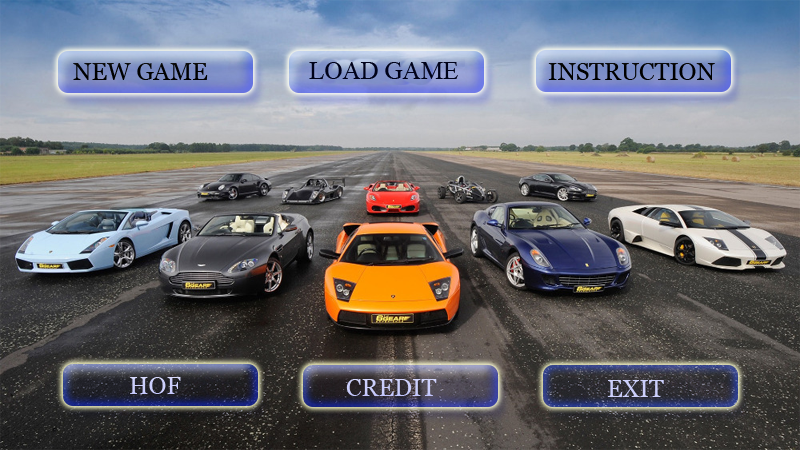 NEW GAME
LOAD GAME
INSTRUCTION
HOF
CREDIT
EXIT